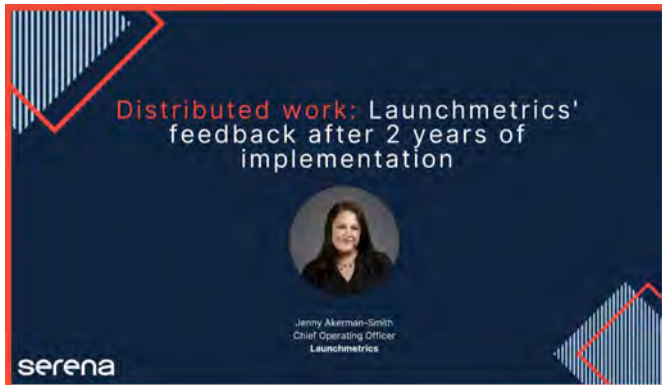 Distributed work: Launchmetrics'
feedback after 2 years of
implementation
Jenny Akerman-Smith
Chief Operating Officer
Launchmetrics
serena